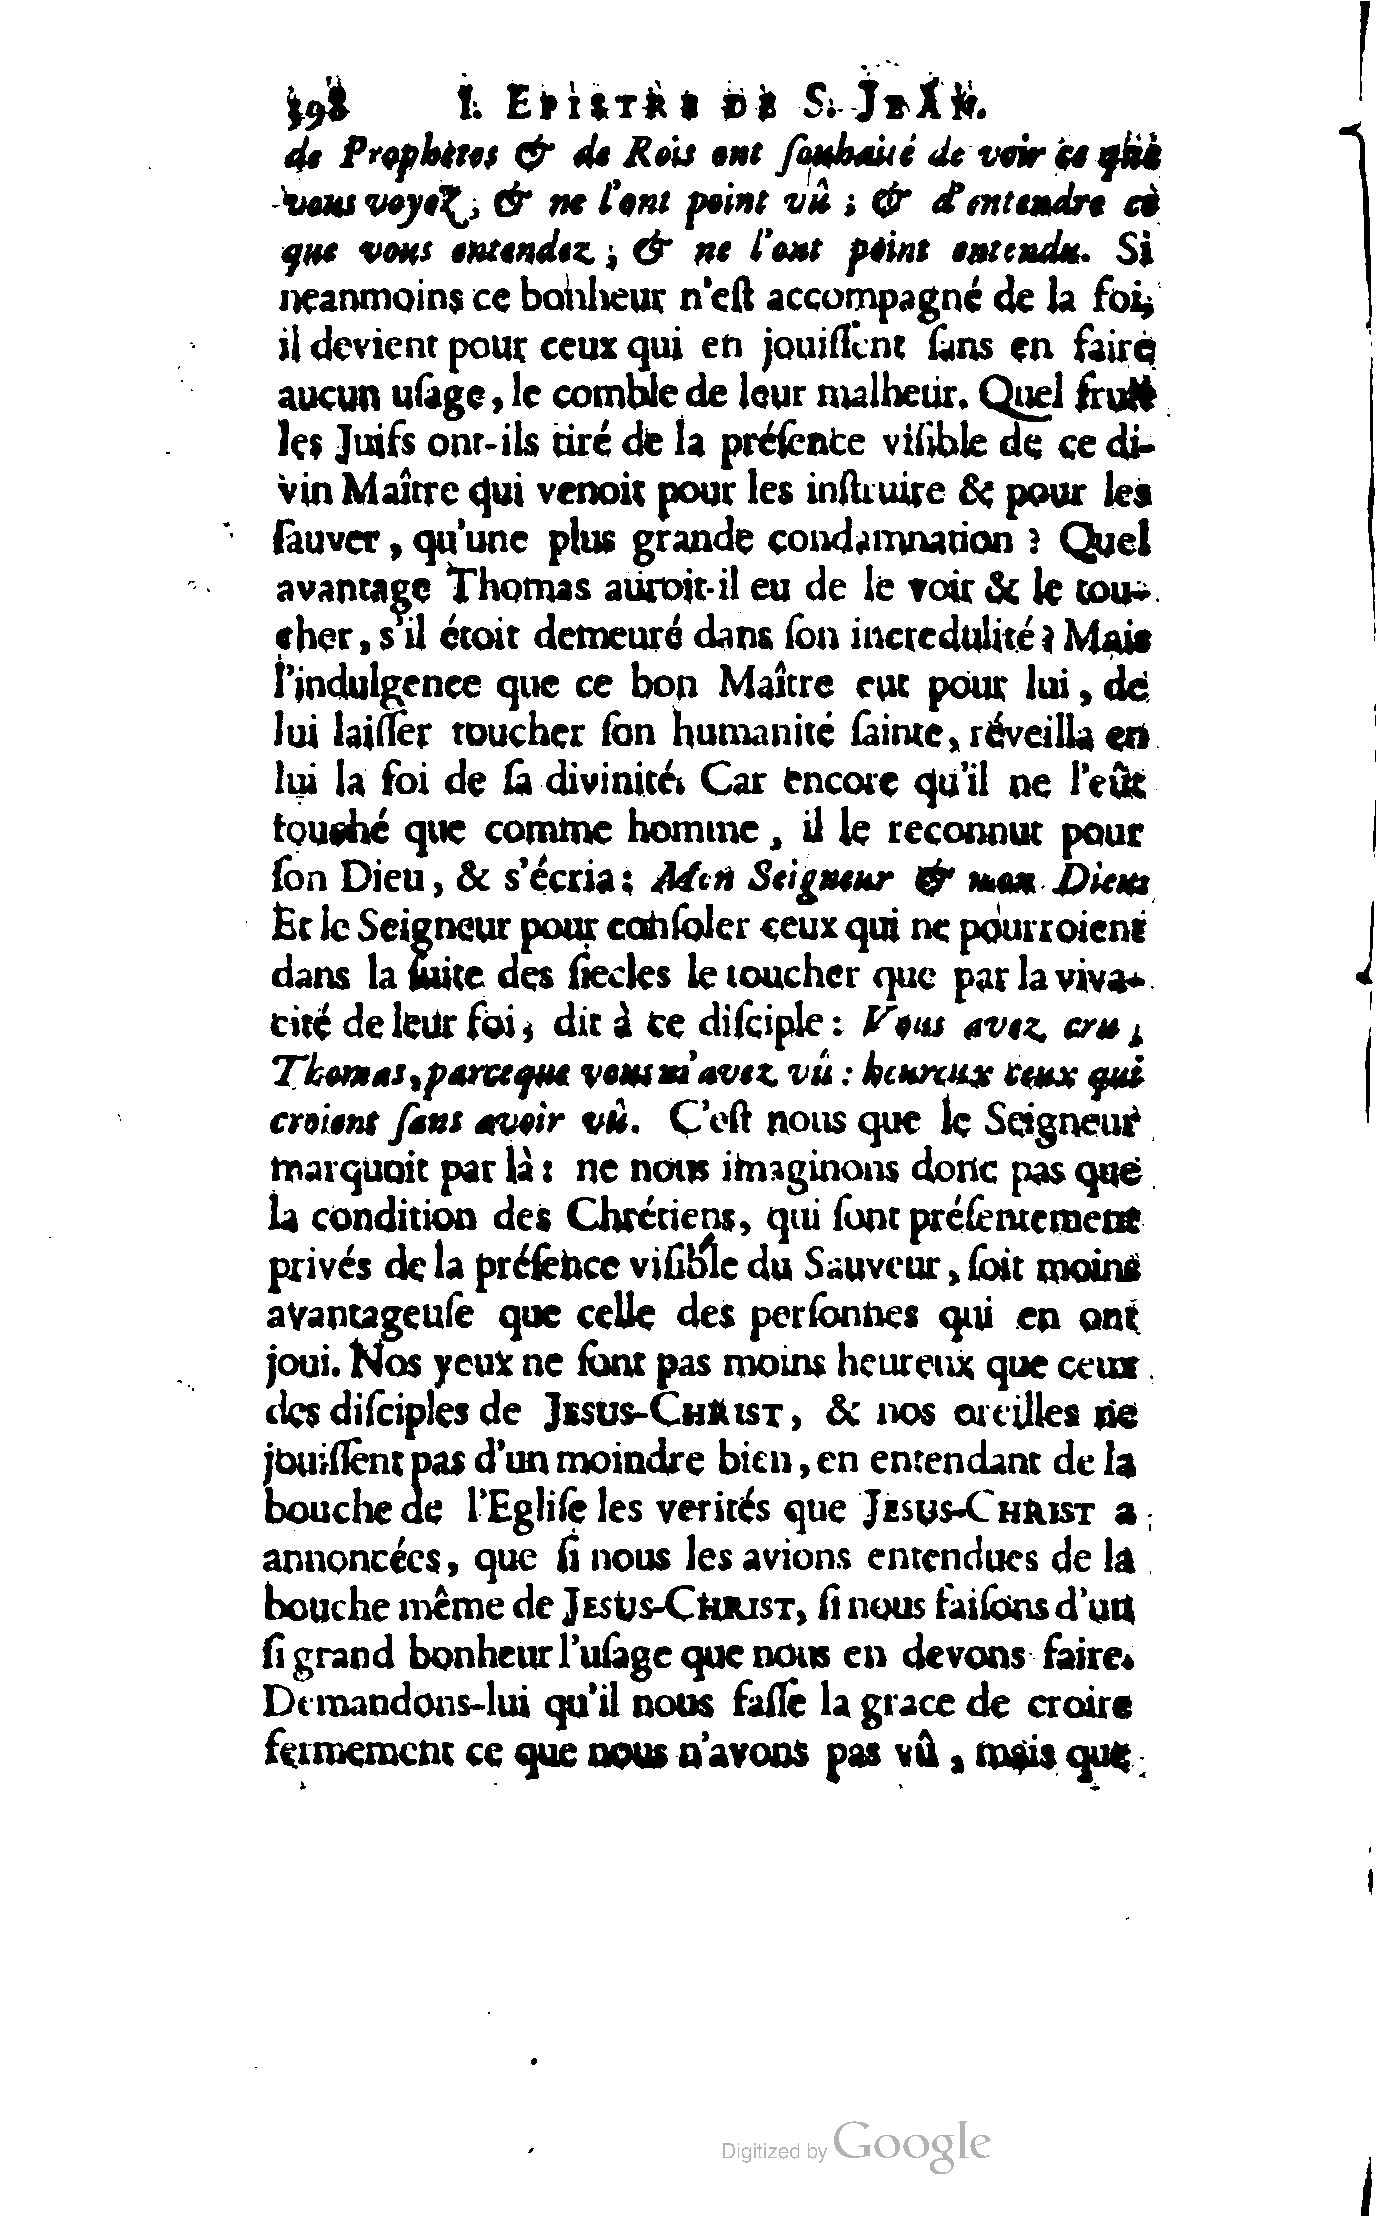 398 I. EPISTRE DE S. JEAN.
de Prophètes & de Rois ont ſouhaité de voir ce que
vous voyez, & ne l'ont point vû ; & d'entendre ce
que vous entendez ; & ne l'ont point entendu. Si
neanmoins ce bonheur n'eſt accompagné de la foi,
il devient pour ceux qui en jouiſſent ſans en faire
aucun uſage, le comble de leur malheur. Quel fruit
les Juifs ont-ils tiré de la préſence viſible de ce di-
vin Maître qui venoit pour les inſtruire & pour les
ſauver, qu'une plus grande condamnation ? Quel
avantage Thomas auroit-il eu de le voir & le tou-
cher, s'il étoit demeuré dans ſon incredulité ? Mais
l'indulgence que ce bon Maître eut pour lui, de
lui laiſſer toucher ſon humanité ſainte, réveilla en
lui la foi de ſa divinité. Car encore qu'il ne l'eût
touché que comme homme, il le reconnut pour
ſon Dieu, & s'écria : Mon Seigneur & mon Dieu.
Et le Seigneur pour conſoler ceux qui ne pourroient
dans la ſuite des ſiecles le toucher que par la viva-
cité de leur foi, dit à ce diſciple : Vous avez cru,
Thomas, parceque vous m'avez vû : heureux ceux qui
croient ſans avoir vû. C'eſt nous que le Seigneur
marquoit par là : ne nous imaginons donc pas que
la condition des Chrétiens, qui ſont préſentement
privés de la préſence viſible du Sauveur, ſoit moins
avantageuſe que celle des perſonnes qui en ont
joui. Nos yeux ne ſont pas moins heureux que ceux
des diſciples de JESUS-CHRIST, & nos oreilles ne
jouiſſent pas d'un moindre bien, en entendant de la
bouche de l'Egliſe les verités que JESUS-CHRIST a
annoncées, que ſi nous les avions entendues de la
bouche même de JESUS-CHRIST, ſi nous faiſons d'un
ſi grand bonheur l'uſage que nous en devons faire.
Demandons-lui qu'il nous faſſe la grace de croire
fermement ce que nous n'avons pas vû, mais que
Digitized by Google